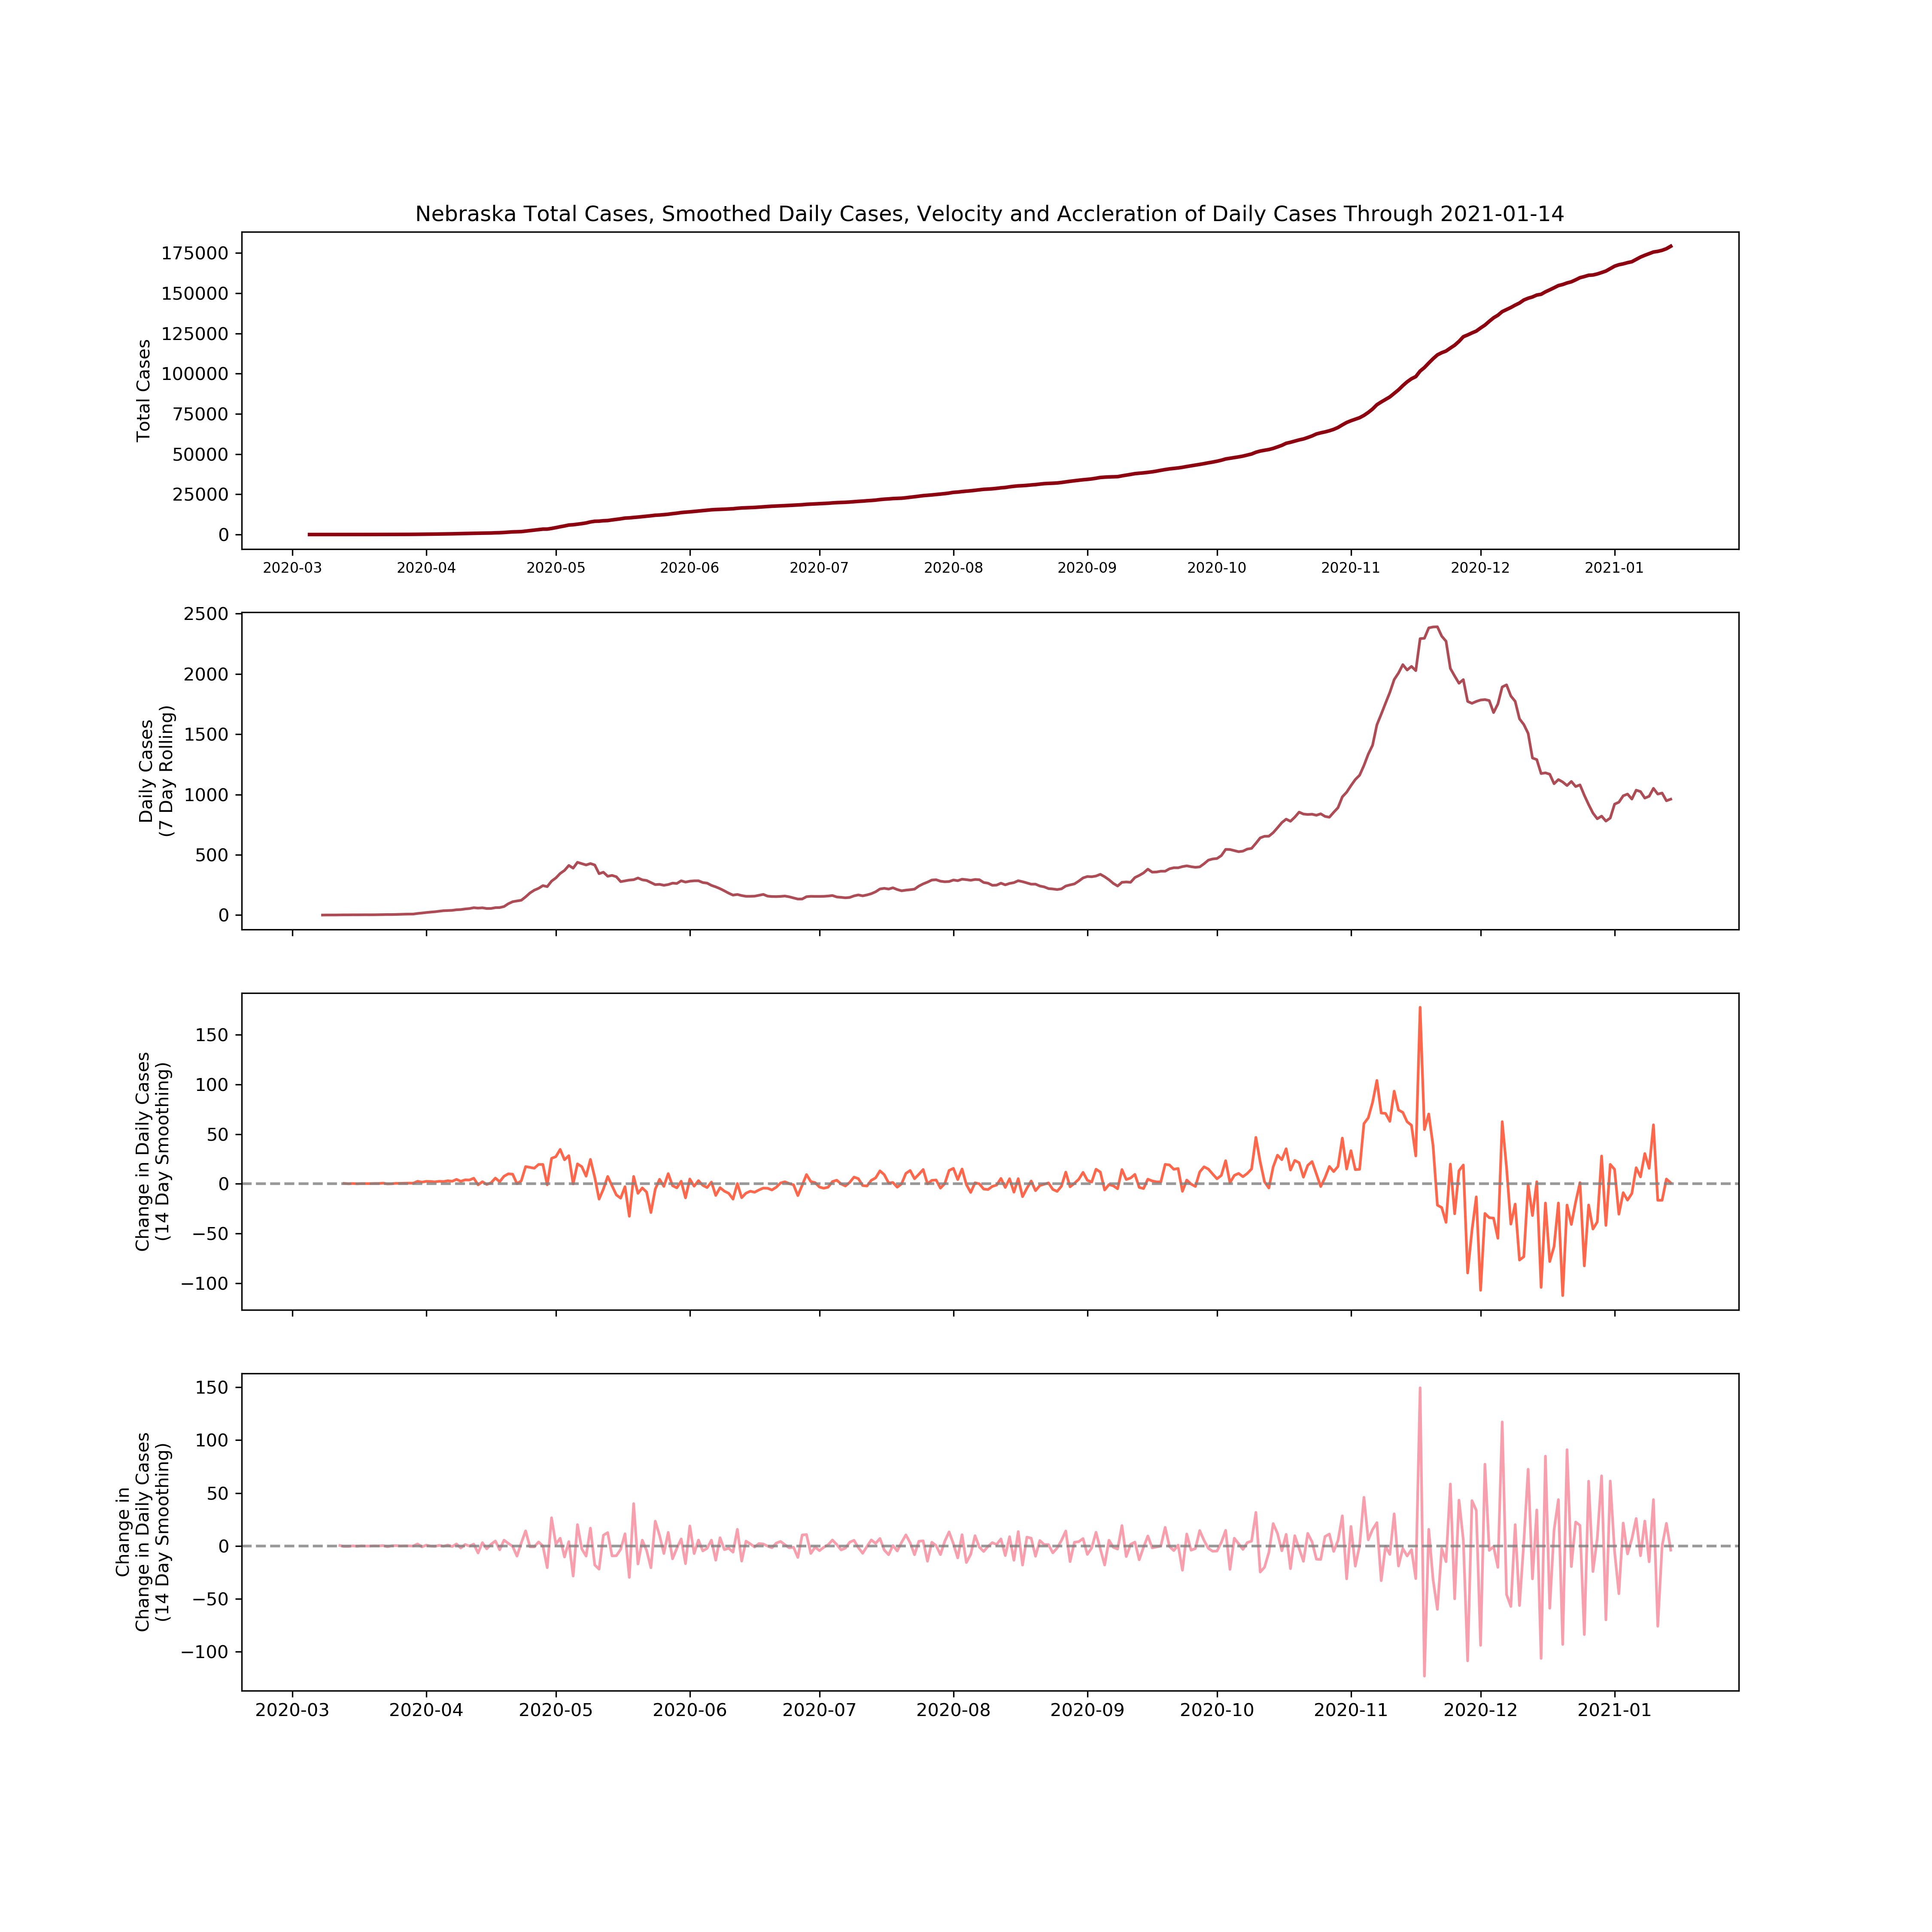 Nebraska Total Cases, Smoothed Daily Cases, Velocity and Accleration of Daily Cases Through 2021-01-14
Total Cases
175000
150000
125000
100000
75000
50000
25000
0
2020-03 2020-04 2020-05 2020-06 2020-07 2020-08 2020-09 2020-10 2020-11 2020-12 2021-01
Daily Cases
(7 Day Rolling)
2500
2000
1500
1000
500
0
Change in Daily Cases
(14 Day Smoothing)
150
100
50
0
−50
−100
Change in
Change in Daily Cases
(14 Day Smoothing)
150
100
50
0
−50
−100
2020-03 2020-04 2020-05 2020-06 2020-07 2020-08 2020-09 2020-10 2020-11 2020-12 2021-01